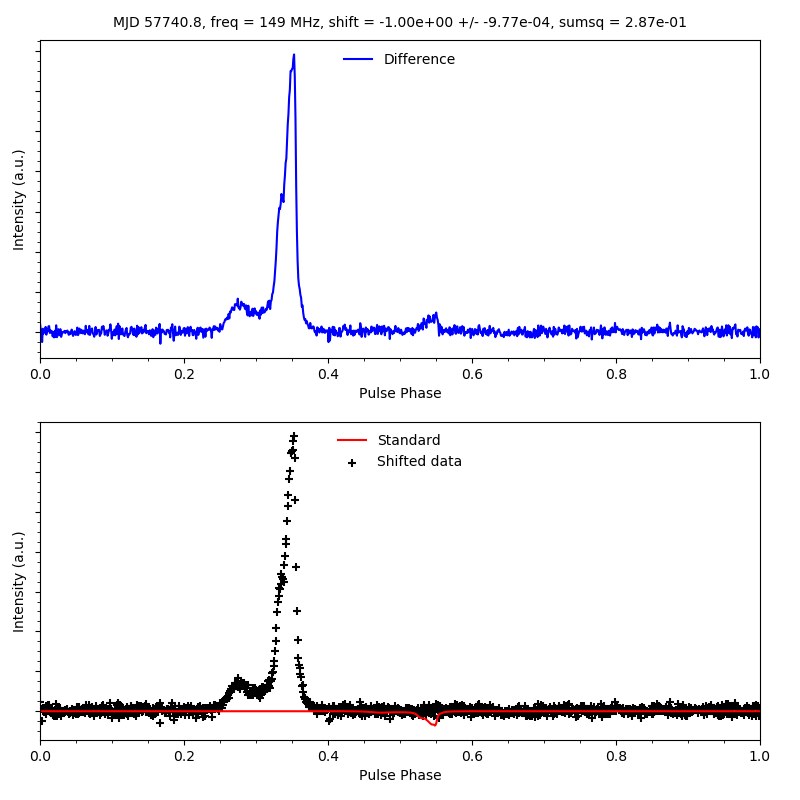 MJD 57740.8, freq = 149 MHz, shift = -1.00e+00 +/- -9.77e-04, sumsq = 2.87e-01
Difference
Intensity (a.u.)
0.0 0.2 0.4 0.6 0.8 1.0
Pulse Phase
Standard
Shifted data
Intensity (a.u.)
0.0 0.2 0.4 0.6 0.8 1.0
Pulse Phase